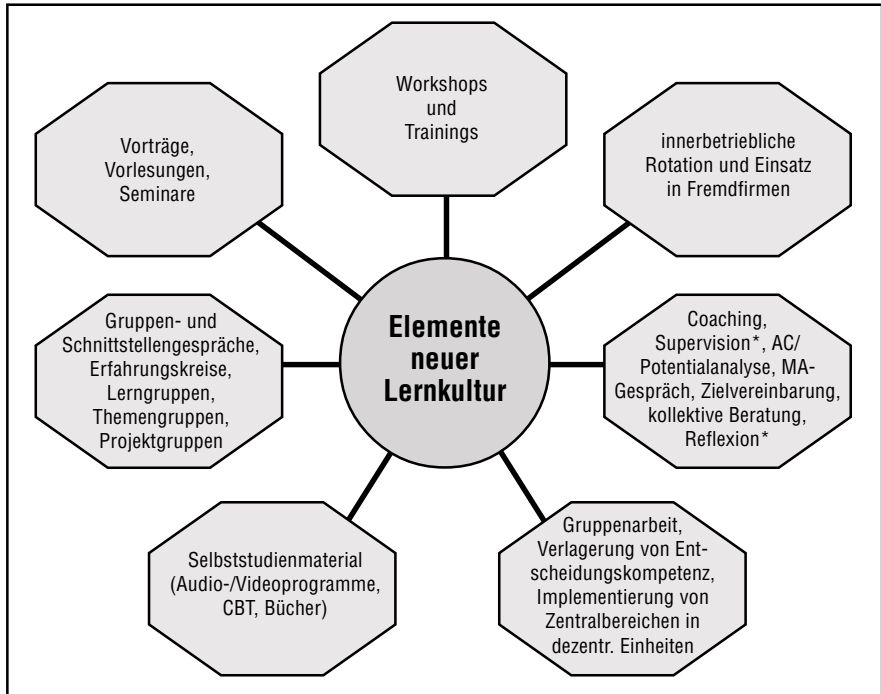 Workshops
und
Trainings
Vorträge,
Vorlesungen,
Seminare
innerbetriebliche
Rotation und Einsatz
in Fremdfirmen
Elemente
neuer
Lernkultur
Gruppen- und
Schnittstellengespräche,
Erfahrungskreise,
Lerngruppen,
Themengruppen,
Projektgruppen
Coaching,
Supervision*, AC/
Potentialanalyse, MA-
Gespräch, Zielvereinbarung,
kollektive Beratung,
Reflexion*
Selbststudienmaterial
(Audio-/Videoprogramme,
CBT, Bücher)
Gruppenarbeit,
Verlagerung von Ent-
scheidungskompetenz,
Implementierung von
Zentralbereichen in
dezentr. Einheiten